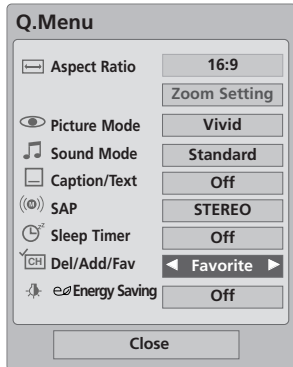 Q.Menu
Aspect Ratio 16:9
Zoom Setting
Picture Mode Vivid
Sound Mode Standard
Caption/Text Off
SAP STEREO
Sleep Timer Off
CH Del/Add/Fav ◀ Favorite ▶
Energy Saving Off
Close